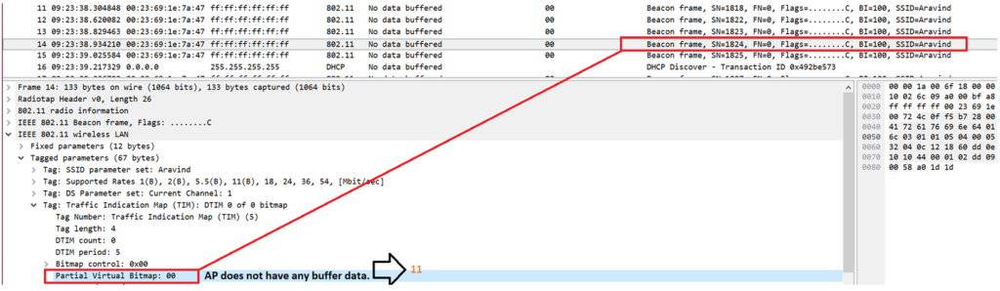 11 09:23:38.304848 00:23:69:1e:7a:47 ff:ff:ff:ff:ff:ff 802.11 No data buffered 00 Beacon frame, SN=1818, FN=0, Flags=........C, BI=100, SSID=Aravind
12 09:23:38.620082 00:23:69:1e:7a:47 ff:ff:ff:ff:ff:ff 802.11 No data buffered 00 Beacon frame, SN=1822, FN=0, Flags=........C, BI=100, SSID=Aravind
13 09:23:38.829463 00:23:69:1e:7a:47 ff:ff:ff:ff:ff:ff 802.11 No data buffered 00 Beacon frame, SN=1823, FN=0, Flags=........C, BI=100, SSID=Aravind
14 09:23:38.934210 00:23:69:1e:7a:47 ff:ff:ff:ff:ff:ff 802.11 No data buffered 00 Beacon frame, SN=1824, FN=0, Flags=........C, BI=100, SSID=Aravind
15 09:23:39.025584 00:23:69:1e:7a:47 ff:ff:ff:ff:ff:ff 802.11 No data buffered 00 Beacon frame, SN=1825, FN=0, Flags=........C, BI=100, SSID=Aravind
16 09:23:39.217329 0.0.0.0 255.255.255.255 DHCP No data buffered 00 DHCP Discover - Transaction ID 0x492be573
Frame 14: 133 bytes on wire (1064 bits), 133 bytes captured (1064 bits)
Radiotap Header v0, Length 26
802.11 radio information
IEEE 802.11 Beacon frame, Flags: ........C
IEEE 802.11 wireless LAN
Fixed parameters (12 bytes)
Tagged parameters (67 bytes)
Tag: SSID parameter set: Aravind
Tag: Supported Rates 1(B), 2(B), 5.5(B), 11(B), 18, 24, 36, 54, [Mbit/sec]
Tag: DS Parameter set: Current Channel: 1
Tag: Traffic Indication Map (TIM): DTIM 0 of 0 bitmap
Tag Number: Traffic Indication Map (TIM) (5)
Tag length: 4
DTIM count: 0
DTIM period: 5
Bitmap control: 0x00
Partial Virtual Bitmap: 00 AP does not have any buffer data. 11
0000 00 00 1a 00 6f 18 00 00
0010 10 02 6c 09 a0 00 bf a8
0020 ff ff ff ff 00 23 69 1e
0030 00 72 4c 0f f5 b7 28 00
0040 41 72 61 76 69 6e 64 01
0050 6c 03 01 01 05 04 00 05
0060 32 04 0c 12 18 60 dd 0e
0070 10 10 44 00 01 02 dd 09
0080 00 58 a0 1d 1d